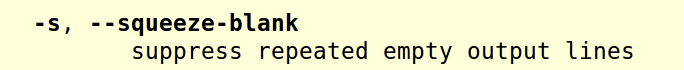 -s, --squeeze-blank
suppress repeated empty output lines